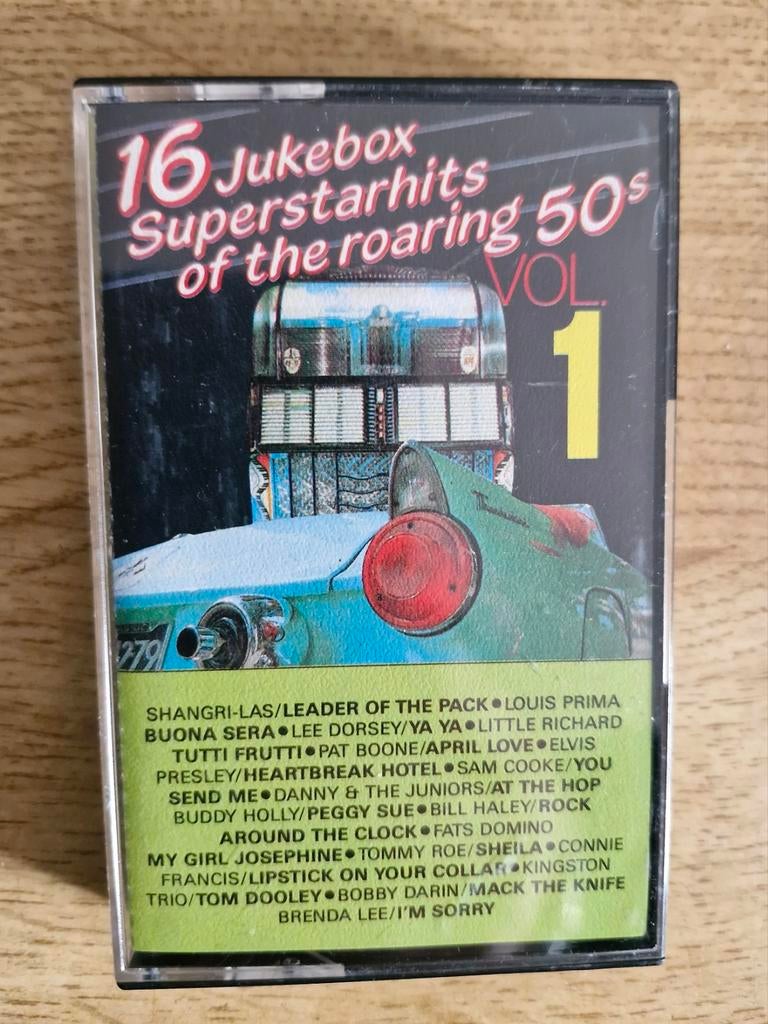 16 Jukebox
Superstarhits
of the roaring 50s
VOL.
1
279
SHANGRI-LAS/LEADER OF THE PACK●LOUIS PRIMA
BUONA SERA●LEE DORSEY/YA YA●LITTLE RICHARD
TUTTI FRUTTI●PAT BOONE/APRIL LOVE●ELVIS
PRESLEY/HEARTBREAK HOTEL●SAM COOKE/YOU
SEND ME●DANNY & THE JUNIORS/AT THE HOP
BUDDY HOLLY/PEGGY SUE●BILL HALEY/ROCK
AROUND THE CLOCK●FATS DOMINO
MY GIRL JOSEPHINE●TOMMY ROE/SHEILA●CONNIE
FRANCIS/LIPSTICK ON YOUR COLLAR●KINGSTON
TRIO/TOM DOOLEY●BOBBY DARIN/MACK THE KNIFE
BRENDA LEE/I'M SORRY